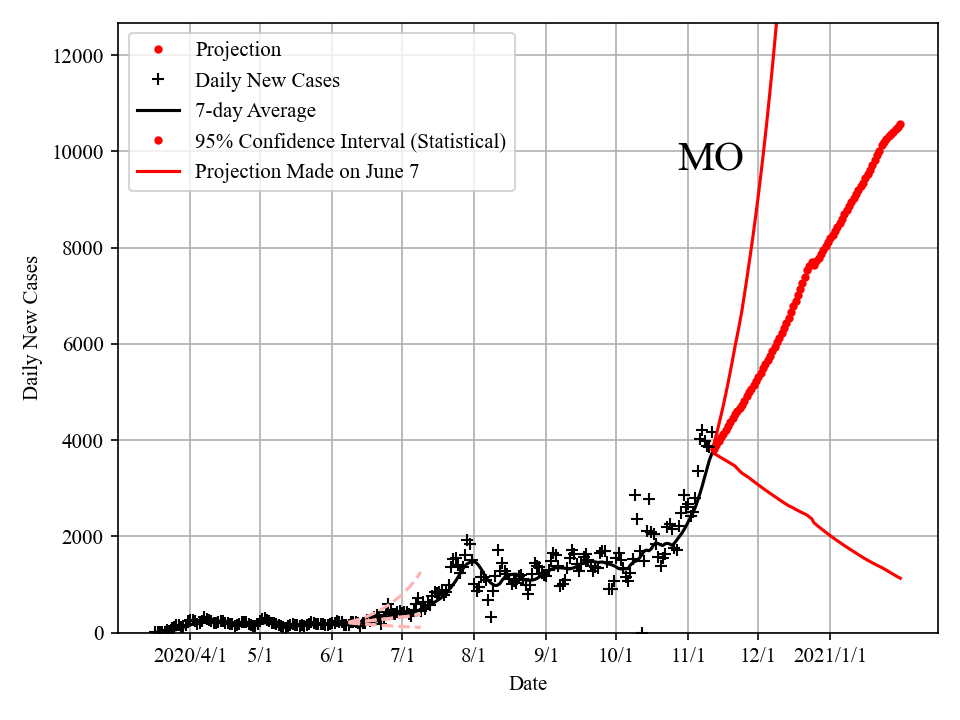 12000
10000
8000
6000
4000
2000
0
Daily New Cases
Projection
Daily New Cases
7-day Average
95% Confidence Interval (Statistical)
Projection Made on June 7
MO
2020/4/1 5/1 6/1 7/1 8/1 9/1 10/1 11/1 12/1 2021/1/1
Date